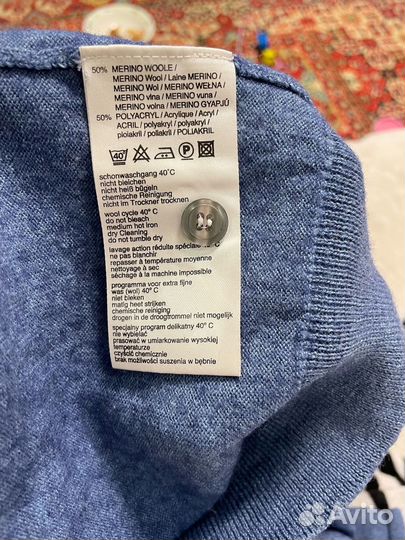 50% MERINO WOOLE /
MERINO Wool / Laine MERINO /
MERINO Wol / MERINO WEŁNA /
MERINO vlna / MERINO vuna /
MERINO volna / MERINO GYAPJÚ
50% POLYACRYL / Acrylique / Acryl /
ACRIL / polyakryl / polyakryl /
piolakril / poliakril / POLIAKRIL
40
schonwaschgang 40°C
nicht bleichen
nicht heiß bügeln
chemische Reinigung
nicht im Trockner trocknen
wool cycle 40° C
do not bleach
medium hot iron
dry Cleaning
do not tumble dry
lavage action réduite spéciale 40°C
ne pas blanchir
repasser à température moyenne
nettoyage à sec
séchage à la machine impossible
programma voor extra fijne
was (wol) 40° C
niet bieken
matig heet strijken
chemische reiniging
drogen in de droogtrommel niet mogelijk
specjalny program delikatny 40° C
nie wybielać
prasować w umiarkowanie wysokiej
temperaturze
czyścić chemicznie
brak możliwości suszenia w bębnie
Avito